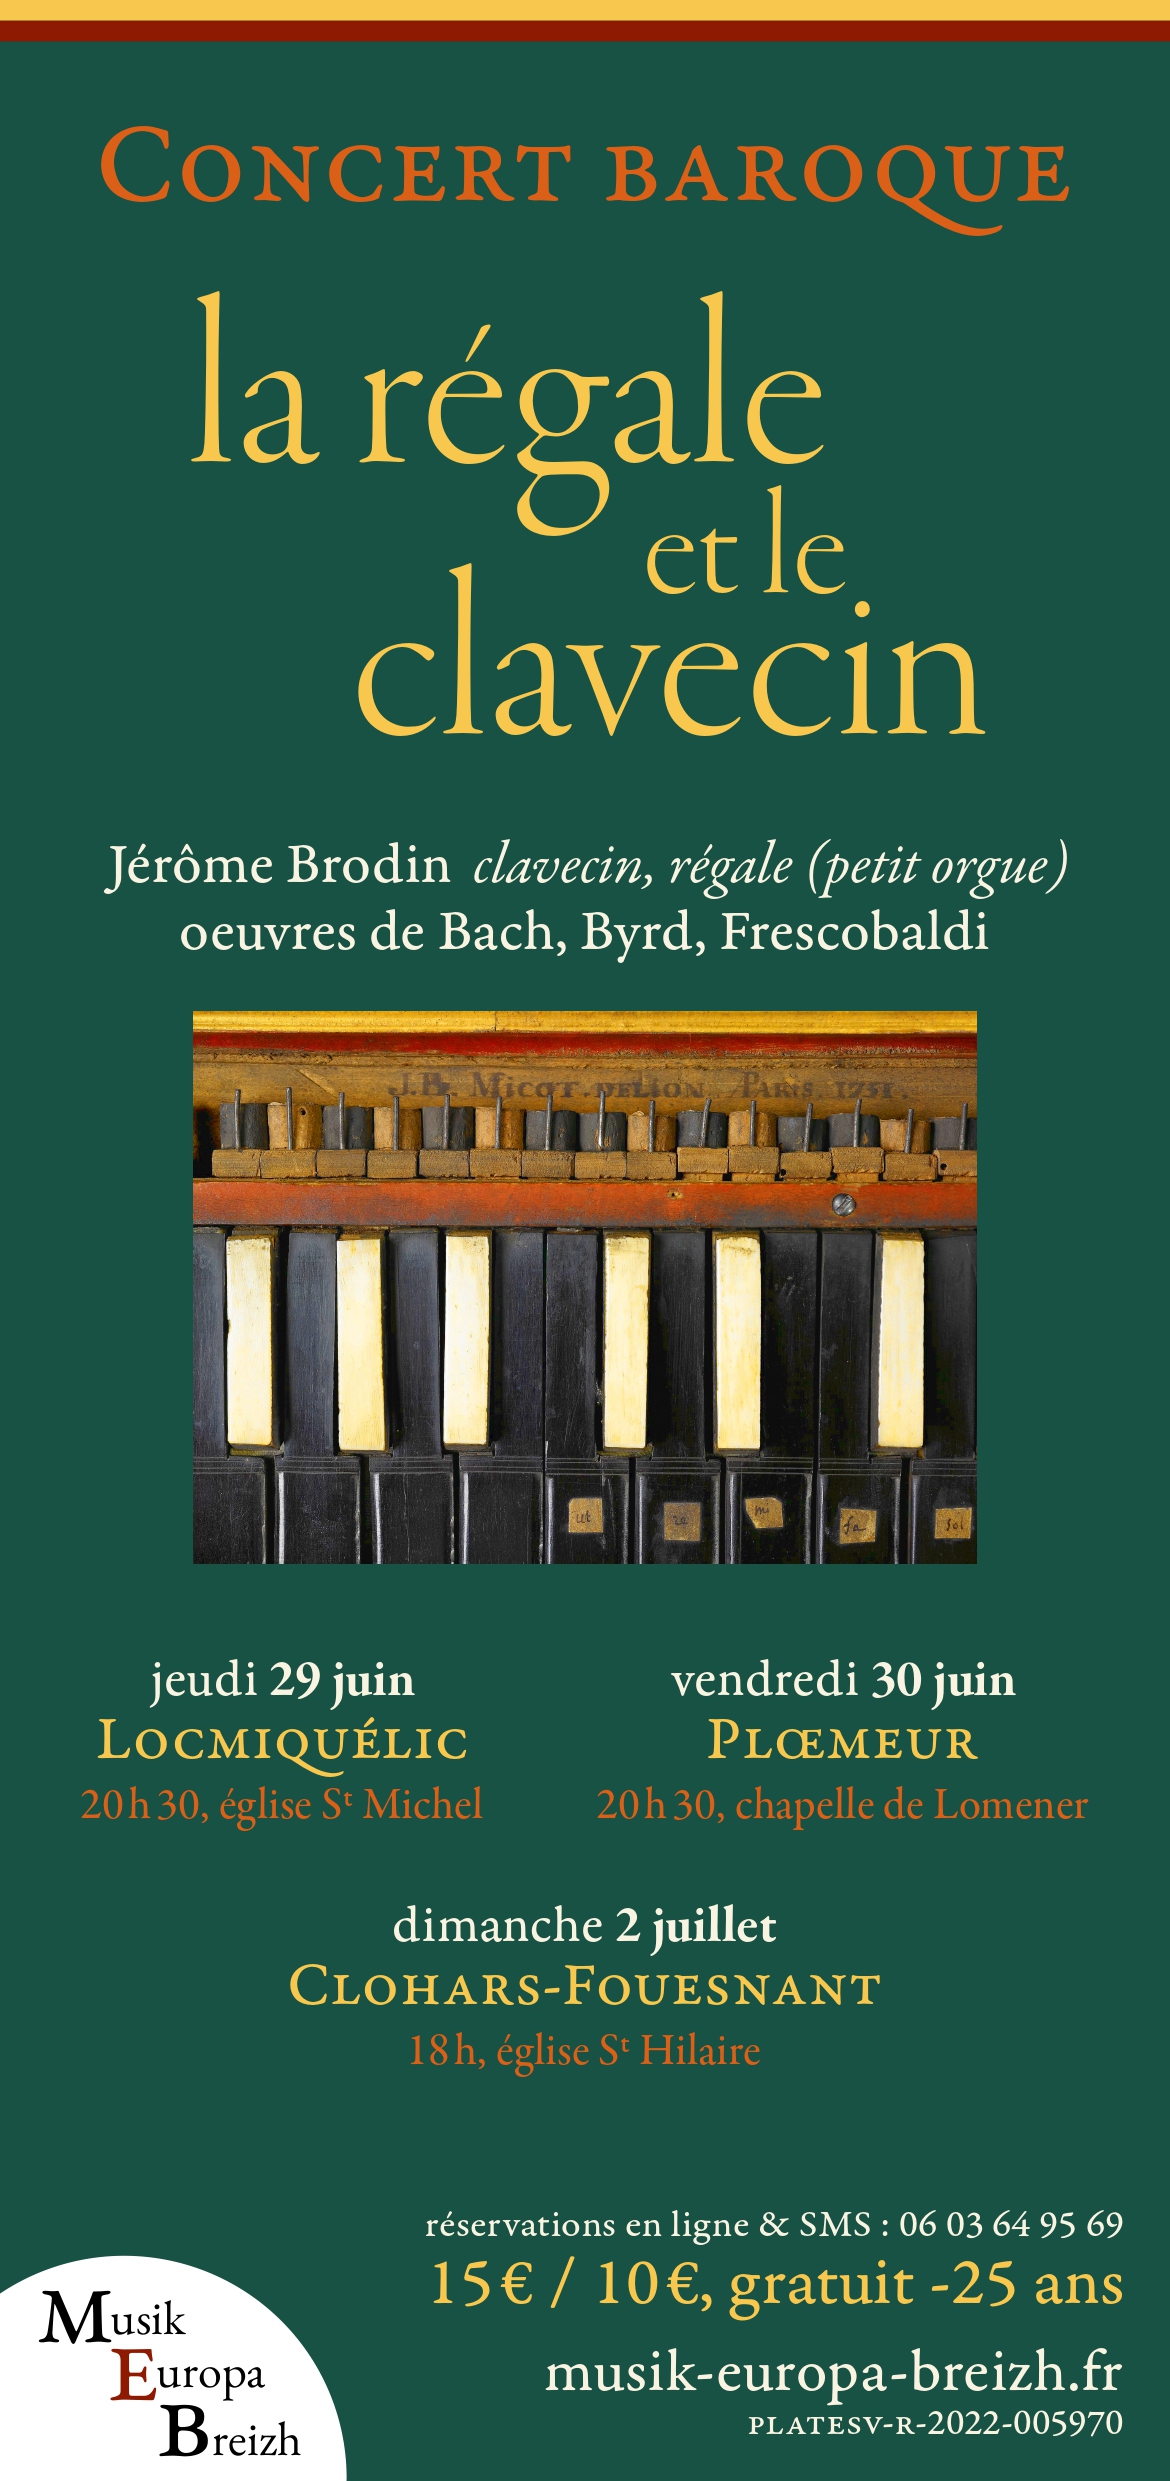 Concert baroque
la régale
et le
clavecin
Jérôme Brodin clavecin, régale (petit orgue)
oeuvres de Bach, Byrd, Frescobaldi
J.B. Micot. Paris. 1751.
ut re mi fa sol
jeudi 29 juin
Locmiquélic
20 h 30, église Sᵗ Michel
vendredi 30 juin
Plœmeur
20 h 30, chapelle de Lomener
dimanche 2 juillet
Clohars-Fouesnant
18 h, église Sᵗ Hilaire
réservations en ligne & SMS : 06 03 64 95 69
15 € / 10 €, gratuit -25 ans
musik-europa-breizh.fr
PLATESV-R-2022-005970
Musik
Europa
Breizh